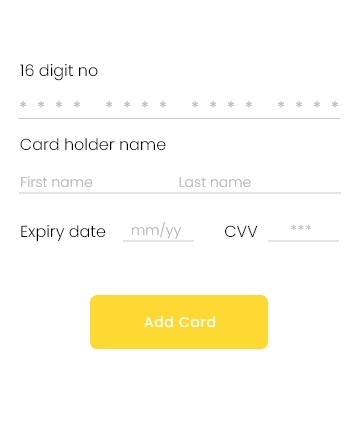 16 digit no
* * * * * * * * * * * * * * * *
Card holder name
First name Last name
Expiry date mm/yy CVV ***
Add Card